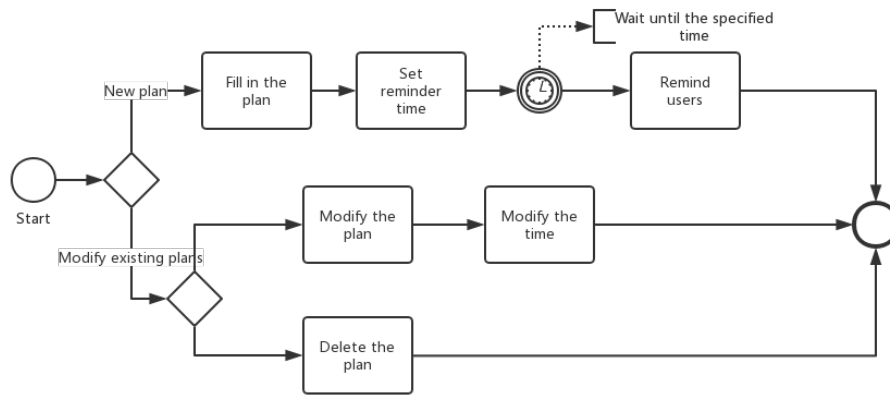 Wait until the specified
time
New plan
Fill in the
plan
Set
reminder
time
Remind
users
Start
Modify existing plans
Modify the
plan
Modify the
time
Delete the
plan